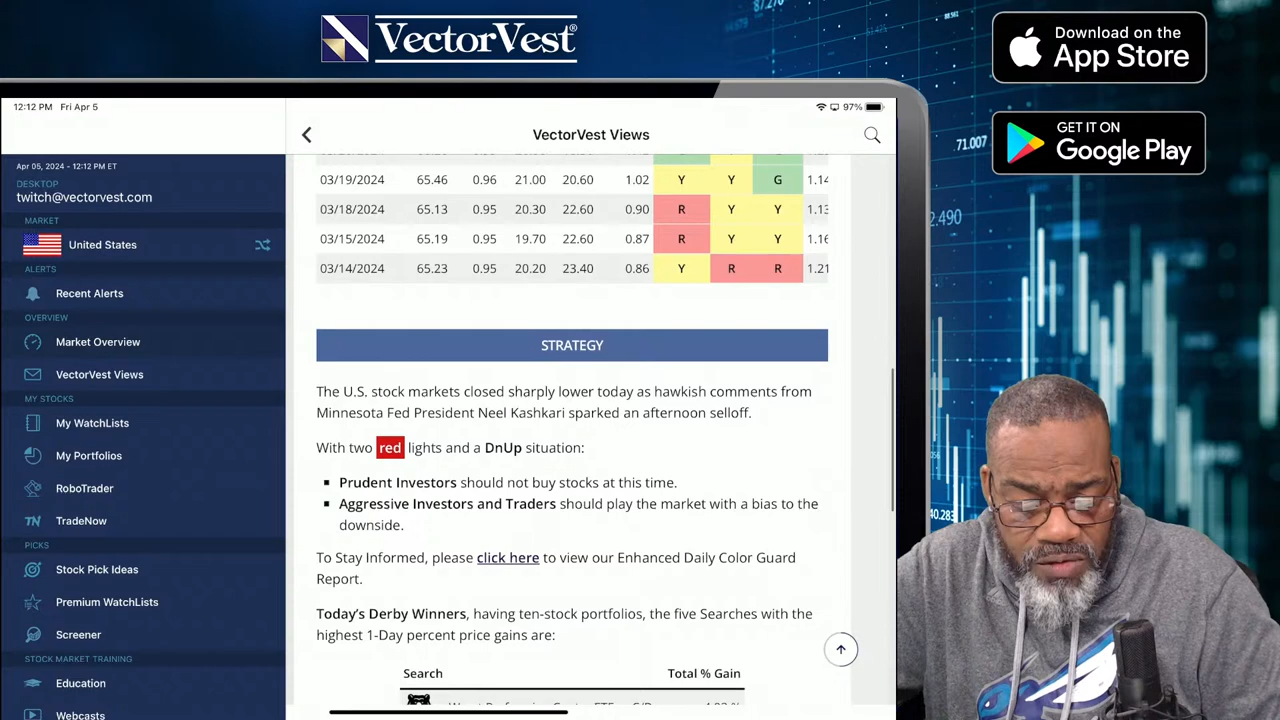 VectorVest®
Download on the
App Store
GET IT ON
Google Play
87.270
71.007
2.490
40.283
12:12 PM Fri Apr 5
97%
VectorVest Views
Apr 05, 2024 - 12:12 PM ET
DESKTOP
twitch@vectorvest.com
MARKET
United States
ALERTS
Recent Alerts
OVERVIEW
Market Overview
VectorVest Views
MY STOCKS
My WatchLists
My Portfolios
RoboTrader
TN TradeNow
PICKS
Stock Pick Ideas
Premium WatchLists
Screener
STOCK MARKET TRAINING
Education
Webcasts
03/19/2024 65.46 0.96 21.00 20.60 1.02 Y Y G 1.14
03/18/2024 65.13 0.95 20.30 22.60 0.90 R Y Y 1.13
03/15/2024 65.19 0.95 19.70 22.60 0.87 R Y Y 1.16
03/14/2024 65.23 0.95 20.20 23.40 0.86 Y R R 1.21
STRATEGY
The U.S. stock markets closed sharply lower today as hawkish comments from
Minnesota Fed President Neel Kashkari sparked an afternoon selloff.
With two red lights and a DnUp situation:
Prudent Investors should not buy stocks at this time.
Aggressive Investors and Traders should play the market with a bias to the
downside.
To Stay Informed, please click here to view our Enhanced Daily Color Guard
Report.
Today's Derby Winners, having ten-stock portfolios, the five Searches with the
highest 1-Day percent price gains are:
Search Total % Gain